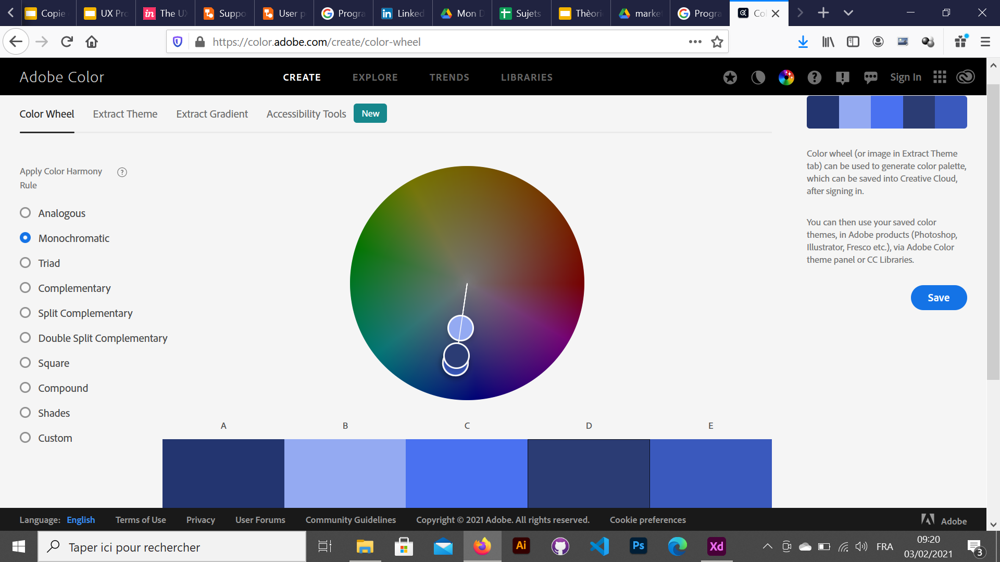 Copie
UX Pro
in The UX
Suppo
User p
Progra
Linked
Mon D
Sujets
Thèori
market
Progra
Col
https://color.adobe.com/create/color-wheel
Adobe Color
CREATE
EXPLORE
TRENDS
LIBRARIES
Sign In
Color Wheel
Extract Theme
Extract Gradient
Accessibility Tools
New
Color wheel (or image in Extract Theme
tab) can be used to generate color palette,
which can be saved into Creative Cloud,
after signing in.
You can then use your saved color
themes, in Adobe products (Photoshop,
Illustrator, Fresco etc.), via Adobe Color
theme panel or CC Libraries.
Save
Apply Color Harmony
Rule
Analogous
Monochromatic
Triad
Complementary
Split Complementary
Double Split Complementary
Square
Compound
Shades
Custom
A
B
C
D
E
Language: English
Terms of Use
Privacy
User Forums
Community Guidelines
Copyright © 2021 Adobe. All rights reserved.
Cookie preferences
Adobe
Taper ici pour rechercher
Ai
Ps
Xd
FRA
09:20
03/02/2021
3